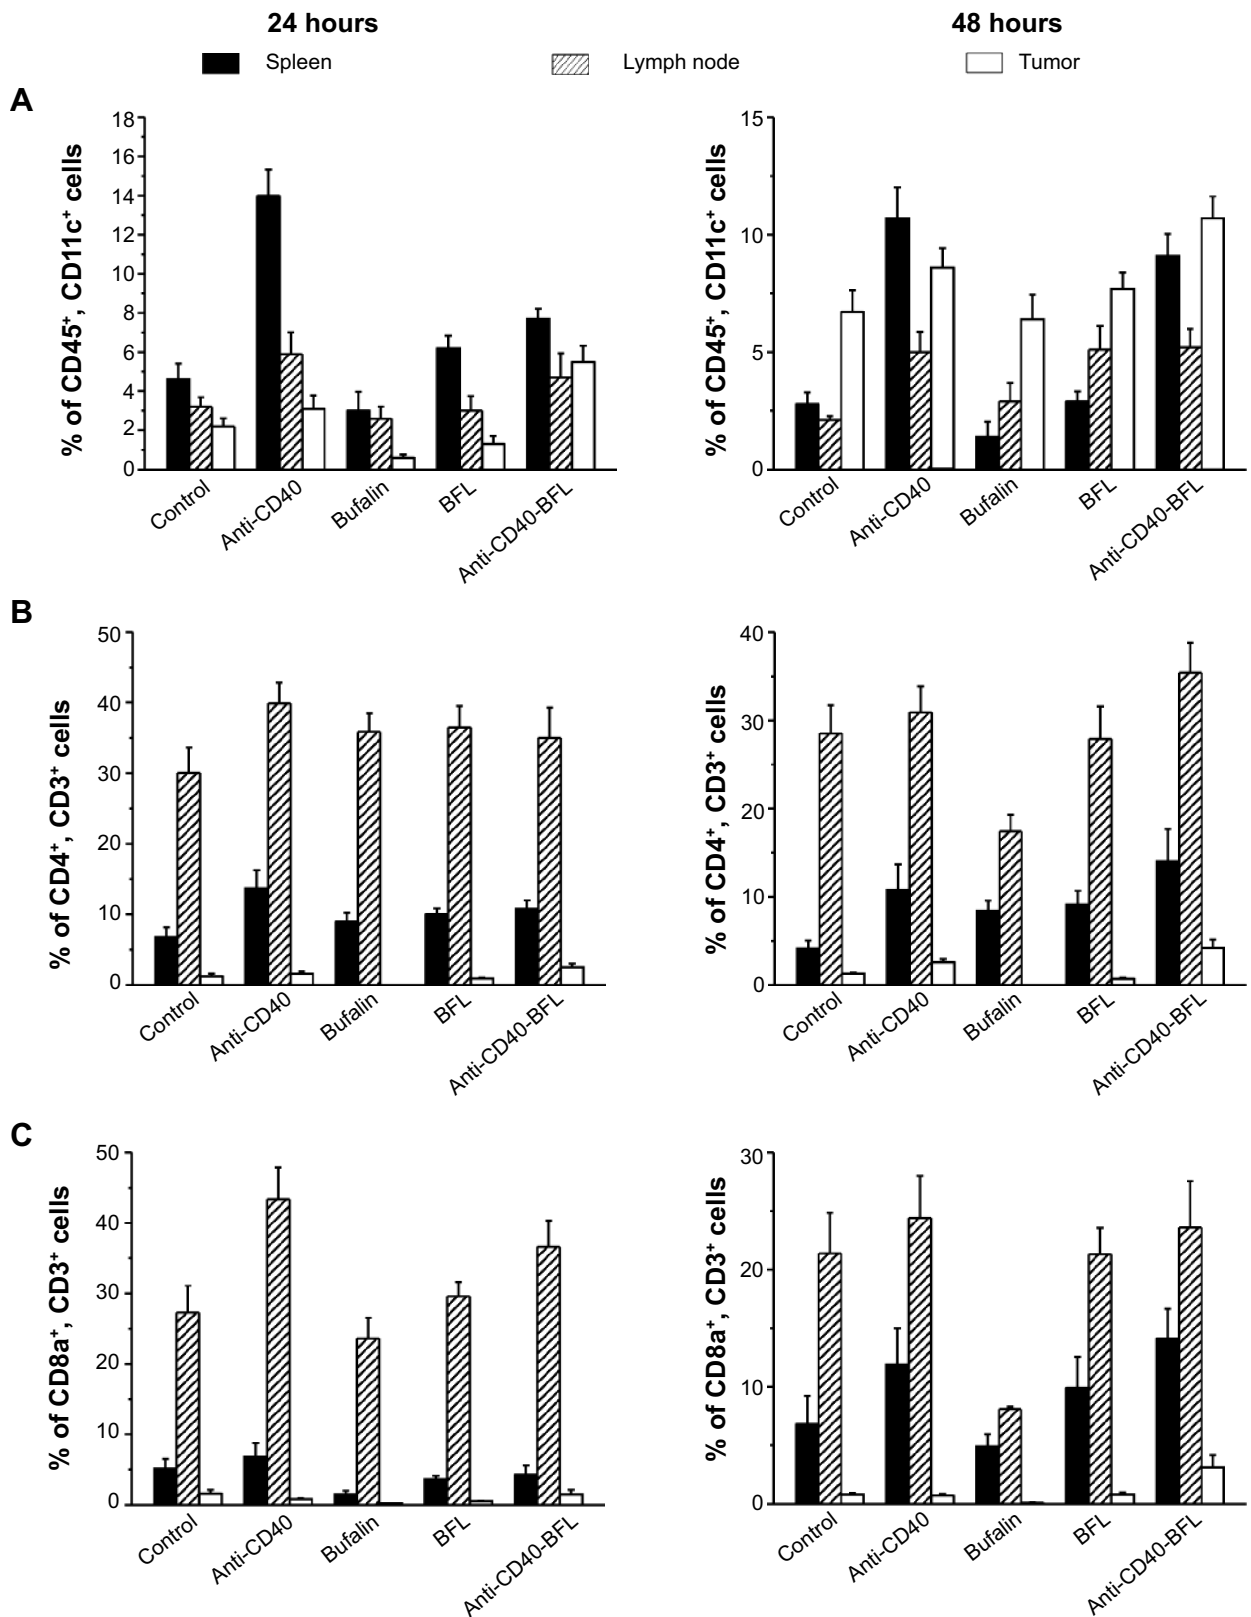 24 hours 48 hours
Spleen Lymph node Tumor
A
% of CD45⁺, CD11c⁺ cells
18
16
14
12
10
8
6
4
2
0
Control Anti-CD40 Bufalin BFL Anti-CD40-BFL
% of CD45⁺, CD11c⁺ cells
15
10
5
0
Control Anti-CD40 Bufalin BFL Anti-CD40-BFL
B
% of CD4⁺, CD3⁺ cells
50
40
30
20
10
0
Control Anti-CD40 Bufalin BFL Anti-CD40-BFL
% of CD4⁺, CD3⁺ cells
40
30
20
10
0
Control Anti-CD40 Bufalin BFL Anti-CD40-BFL
C
% of CD8a⁺, CD3⁺ cells
50
40
30
20
10
0
Control Anti-CD40 Bufalin BFL Anti-CD40-BFL
% of CD8a⁺, CD3⁺ cells
30
20
10
0
Control Anti-CD40 Bufalin BFL Anti-CD40-BFL